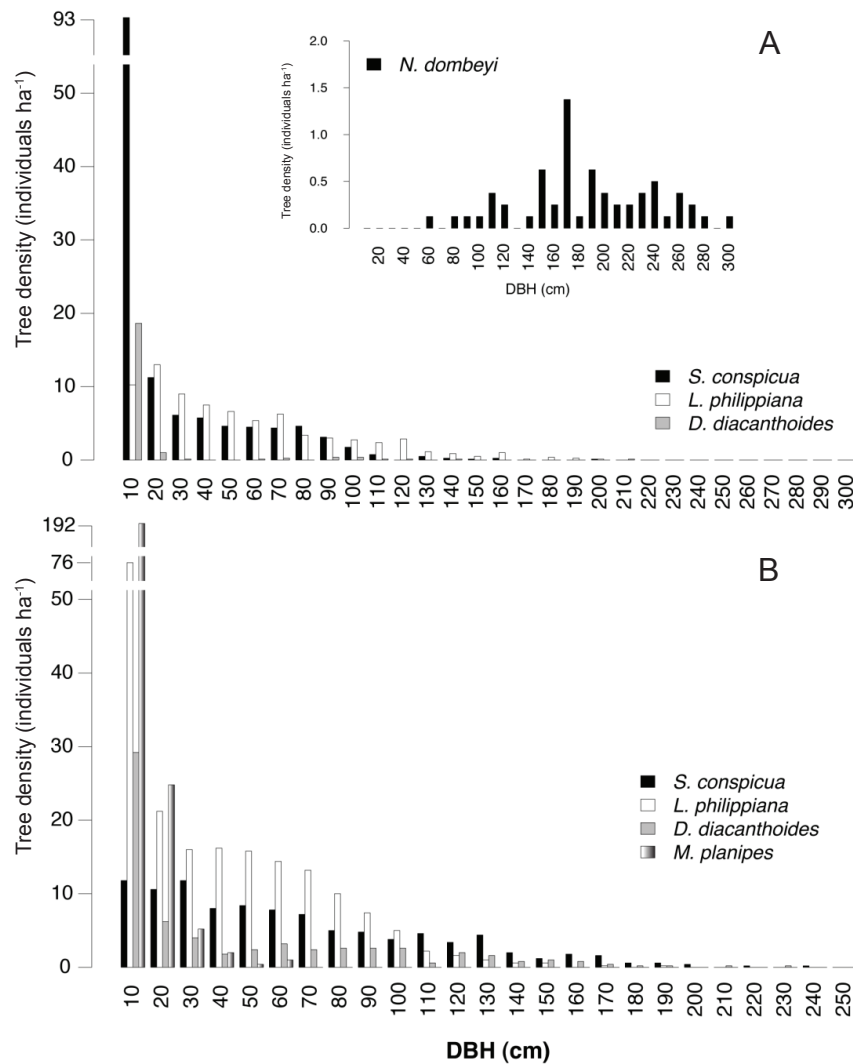 A
Tree density (individuals ha⁻¹)
93
50
40
30
20
10
0
10 20 30 40 50 60 70 80 90 100 110 120 130 140 150 160 170 180 190 200 210 220 230 240 250 260 270 280 290 300
S. conspicua
L. philippiana
D. diacanthoides
N. dombeyi
Tree density (individuals ha⁻¹)
2.0
1.5
1.0
0.5
0.0
20 40 60 80 100 120 140 160 180 200 220 240 260 280 300
DBH (cm)
B
Tree density (individuals ha⁻¹)
192
76
50
40
30
20
10
0
S. conspicua
L. philippiana
D. diacanthoides
M. planipes
10 20 30 40 50 60 70 80 90 100 110 120 130 140 150 160 170 180 190 200 210 220 230 240 250
DBH (cm)